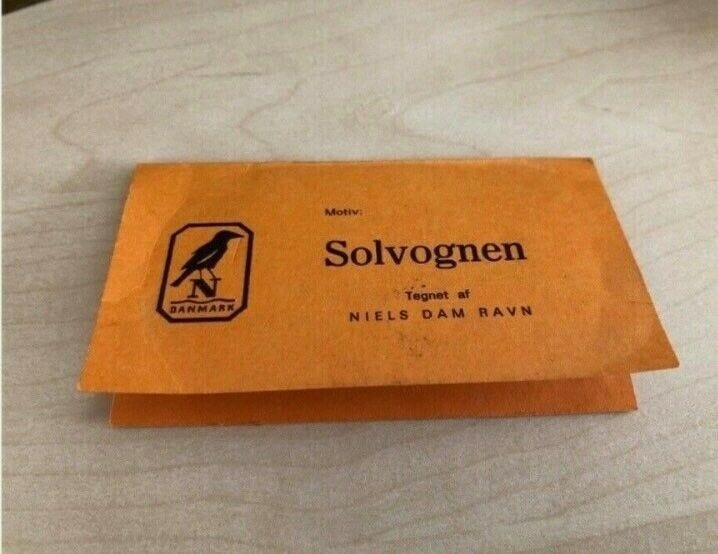 Motiv:
Solvognen
Tegnet af
NIELS DAM RAVN
N
DANMARK